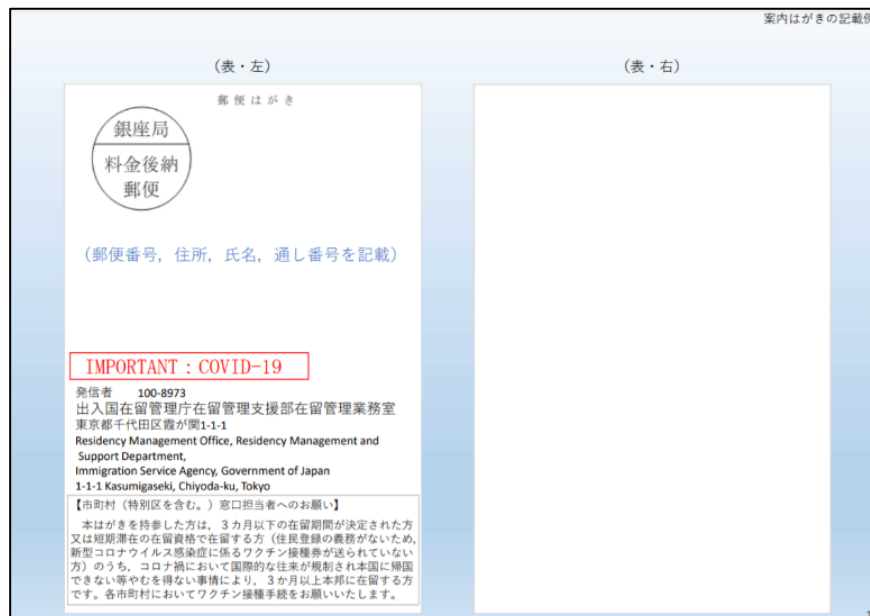 案内はがきの記載例
(表・左)
(表・右)
郵便はがき
銀座局
料金後納
郵便
(郵便番号, 住所, 氏名, 通し番号を記載)
IMPORTANT:COVID-19
発信者 100-8973
出入国在留管理庁在留管理支援部在留管理業務室
東京都千代田区霞が関1-1-1
Residency Management Office, Residency Management and
Support Department,
Immigration Service Agency, Government of Japan
1-1-1 Kasumigaseki, Chiyoda-ku, Tokyo
【市町村(特別区を含む。)窓口担当者へのお願い】
本はがきを持参した方は, 3カ月以下の在留期間が決定された方
又は短期滞在の在留資格で在留する方(住民登録の義務がないため,
新型コロナウイルス感染症に係るワクチン接種券が送られていない
方)のうち, コロナ禍において国際的な往来が規制され本国に帰国
できない等やむを得ない事情により, 3か月以上本邦に在留する方
です。各市町村においてワクチン接種手続をお願いいたします。